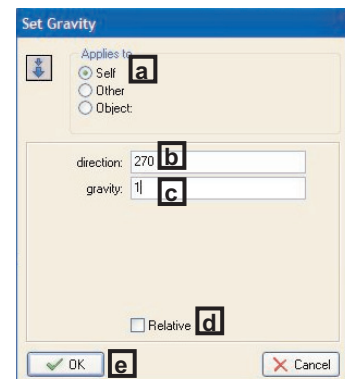 Set Gravity
Applies to
Self a
Other
Object:
direction: 270 b
gravity: 1 c
Relative d
OK e Cancel